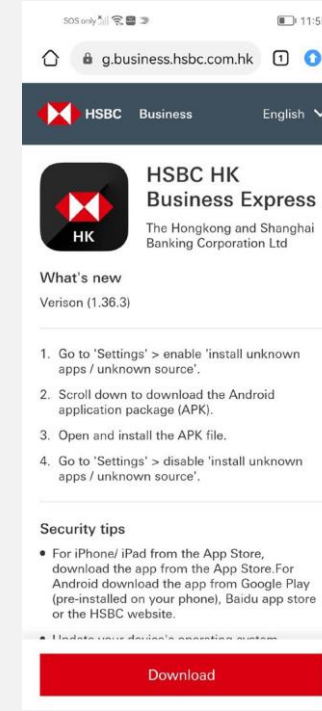 SOS only
11:5
g.business.hsbc.com.hk
1
HSBC Business English
HK
HSBC HK
Business Express
The Hongkong and Shanghai
Banking Corporation Ltd
What's new
Verison (1.36.3)
1. Go to 'Settings' > enable 'install unknown
apps / unknown source'.
2. Scroll down to download the Android
application package (APK).
3. Open and install the APK file.
4. Go to 'Settings' > disable 'install unknown
apps / unknown source'.
Security tips
• For iPhone/ iPad from the App Store,
download the app from the App Store.For
Android download the app from Google Play
(pre-installed on your phone), Baidu app store
or the HSBC website.
• Update your device's operating system
Download